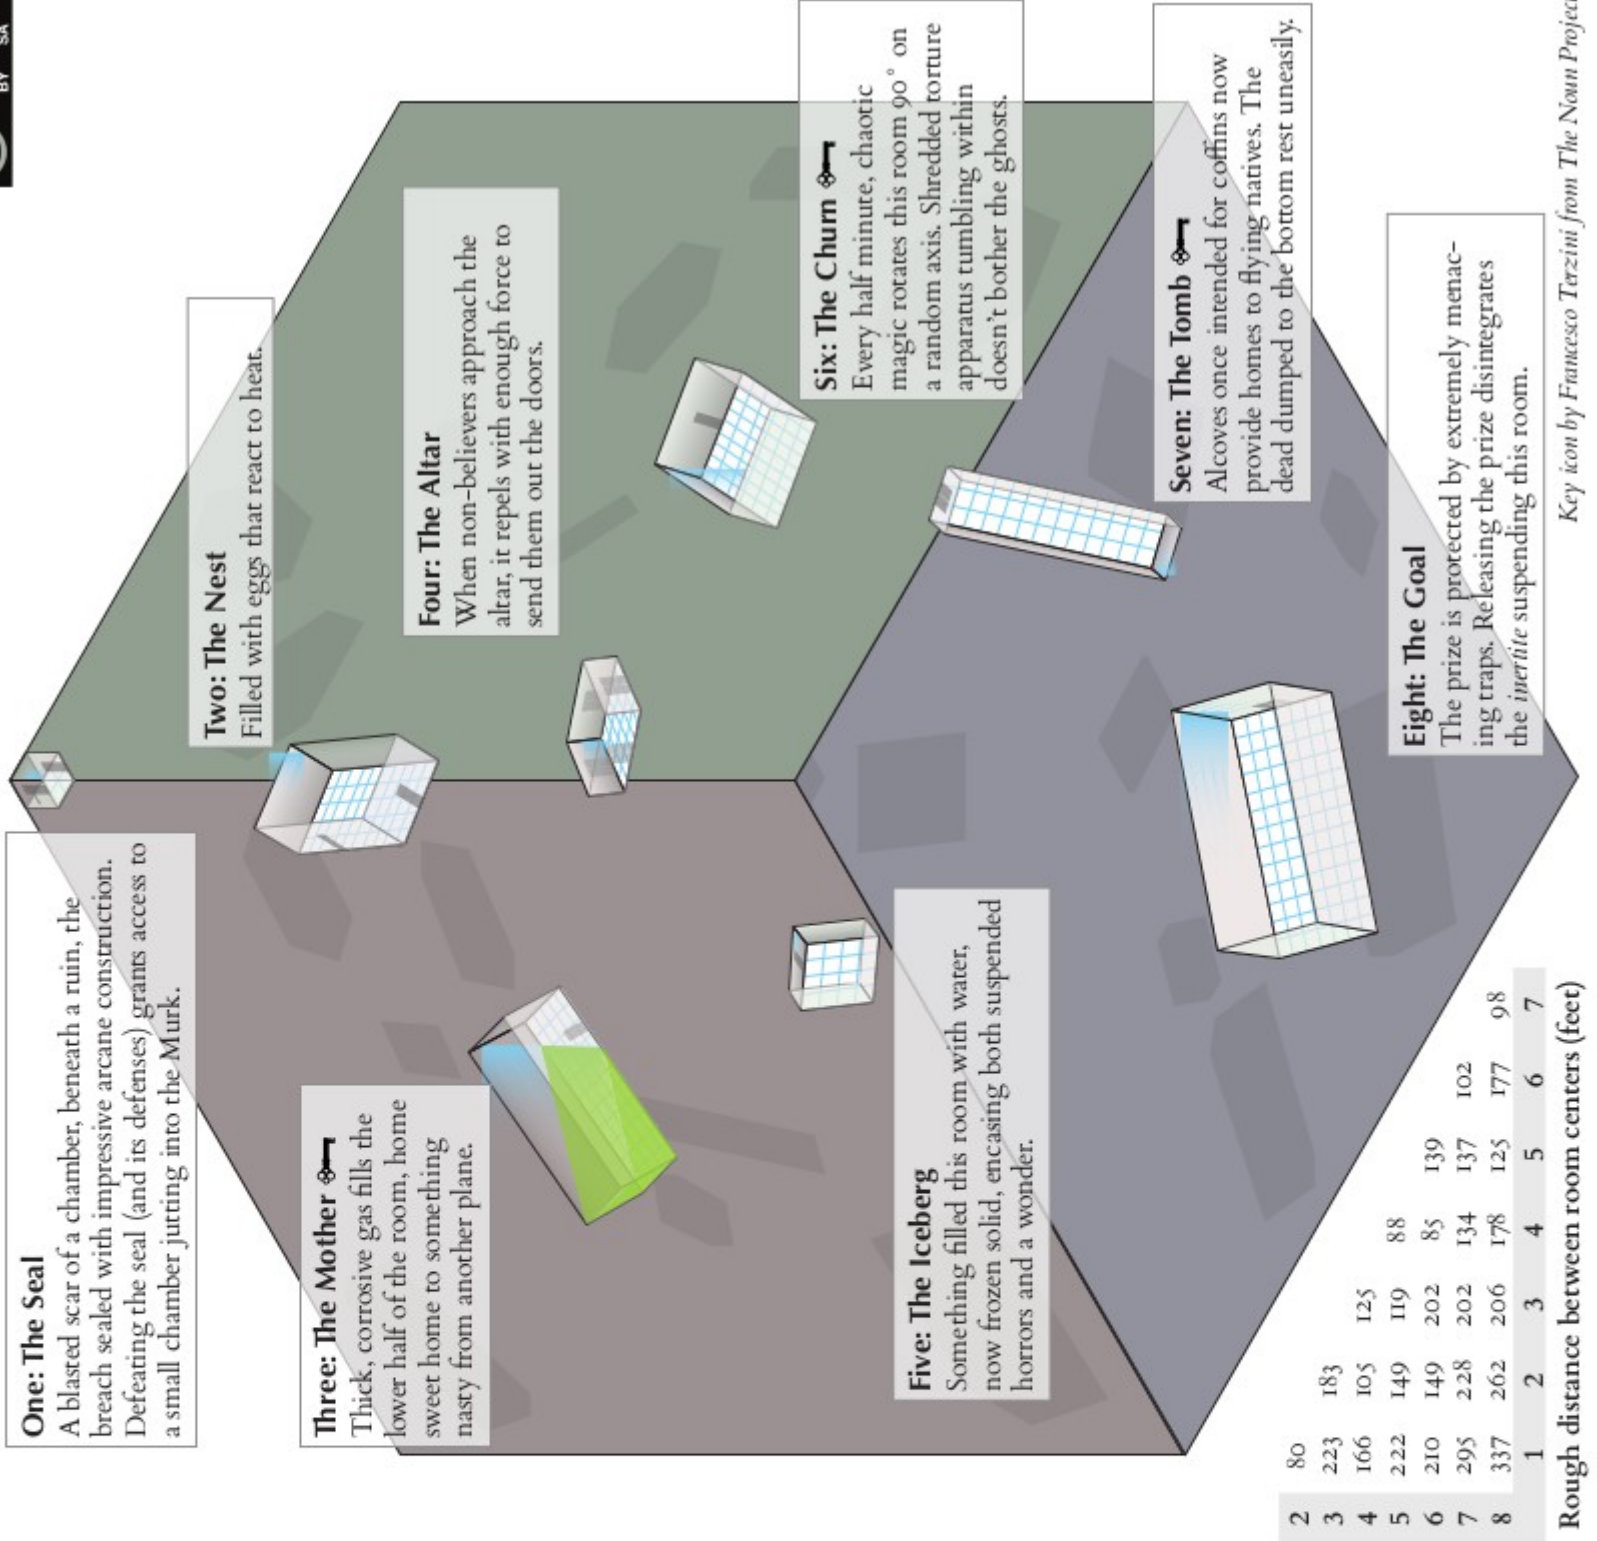 BY SA
One: The Seal
A blasted scar of a chamber, beneath a ruin, the
breach sealed with impressive arcane construction.
Defeating the seal (and its defenses) grants access to
a small chamber jutting into the Murk.
Two: The Nest
Filled with eggs that react to heat.
Three: The Mother
Thick, corrosive gas fills the
lower half of the room, home
sweet home to something
nasty from another plane.
Four: The Altar
When non-believers approach the
altar, it repels with enough force to
send them out the doors.
Five: The Iceberg
Something filled this room with water,
now frozen solid, encasing both suspended
horrors and a wonder.
Six: The Churn
Every half minute, chaotic
magic rotates this room 90° on
a random axis. Shredded torture
apparatus tumbling within
doesn't bother the ghosts.
Seven: The Tomb
Alcoves once intended for coffins now
provide homes to flying natives. The
dead dumped to the bottom rest uneasily.
Eight: The Goal
The prize is protected by extremely menac-
ing traps. Releasing the prize disintegrates
the inertite suspending this room.
2 80
3 223 183
4 166 105 125
5 222 149 119 88
6 210 149 202 85 139
7 295 228 202 134 137 102
8 337 262 206 178 125 177 98
1 2 3 4 5 6 7
Rough distance between room centers (feet)
Key icon by Francesco Terzini from The Noun Projec